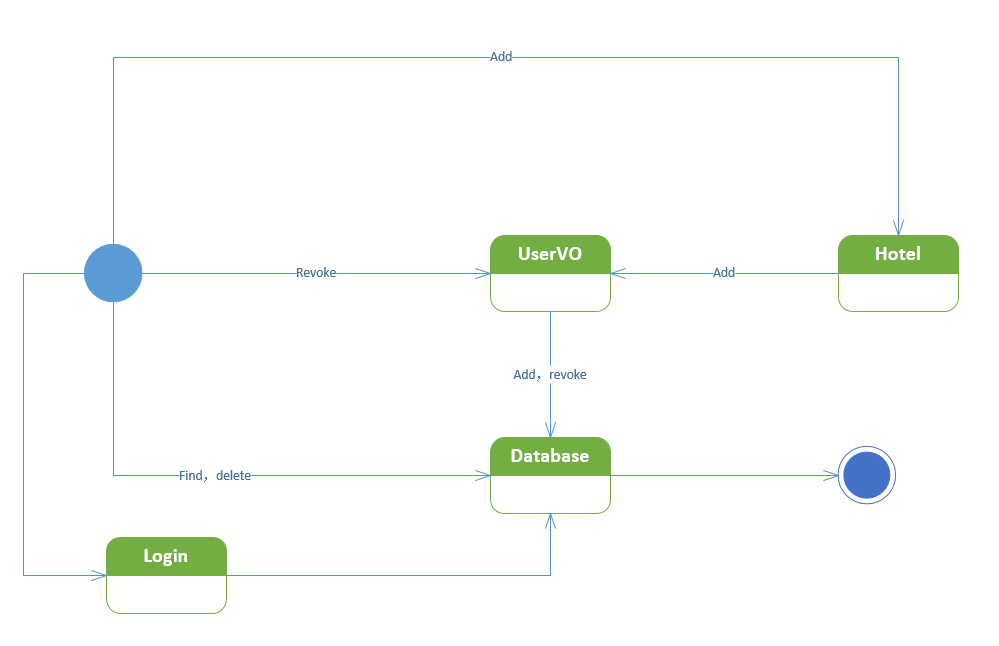 Add
UserVO
Hotel
Revoke
Add
Add，revoke
Database
Find，delete
Login